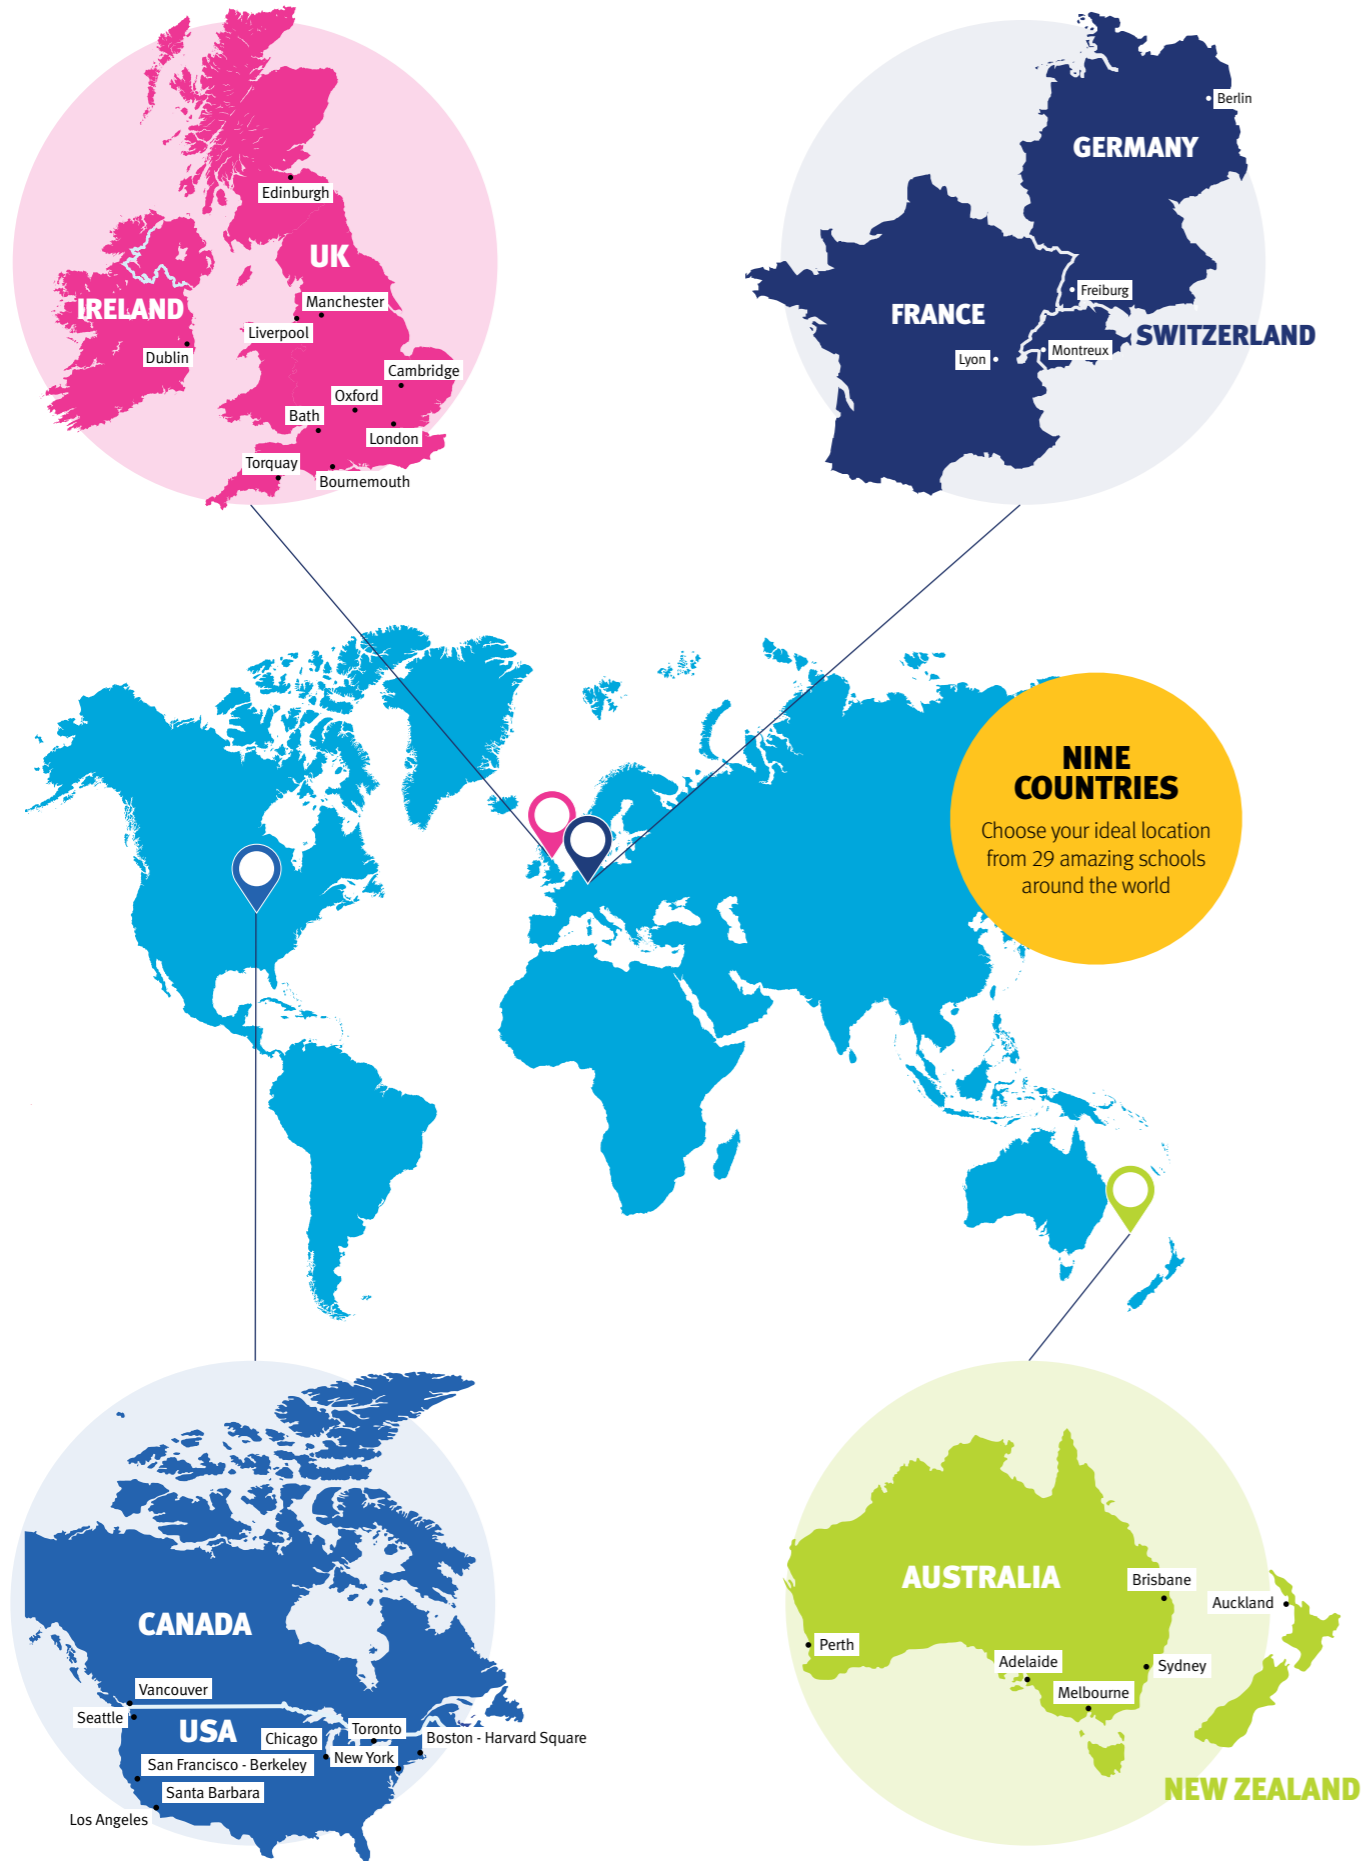 Edinburgh
UK
IRELAND
Manchester
Liverpool
Dublin
Cambridge
Oxford
Bath
London
Torquay
Bournemouth
Berlin
GERMANY
Freiburg
FRANCE
SWITZERLAND
Lyon
Montreux
NINE
COUNTRIES
Choose your ideal location
from 29 amazing schools
around the world
CANADA
Vancouver
Seattle
USA
Chicago
Toronto
Boston - Harvard Square
New York
San Francisco - Berkeley
Santa Barbara
Los Angeles
AUSTRALIA
Brisbane
Auckland
Perth
Adelaide
Sydney
Melbourne
NEW ZEALAND